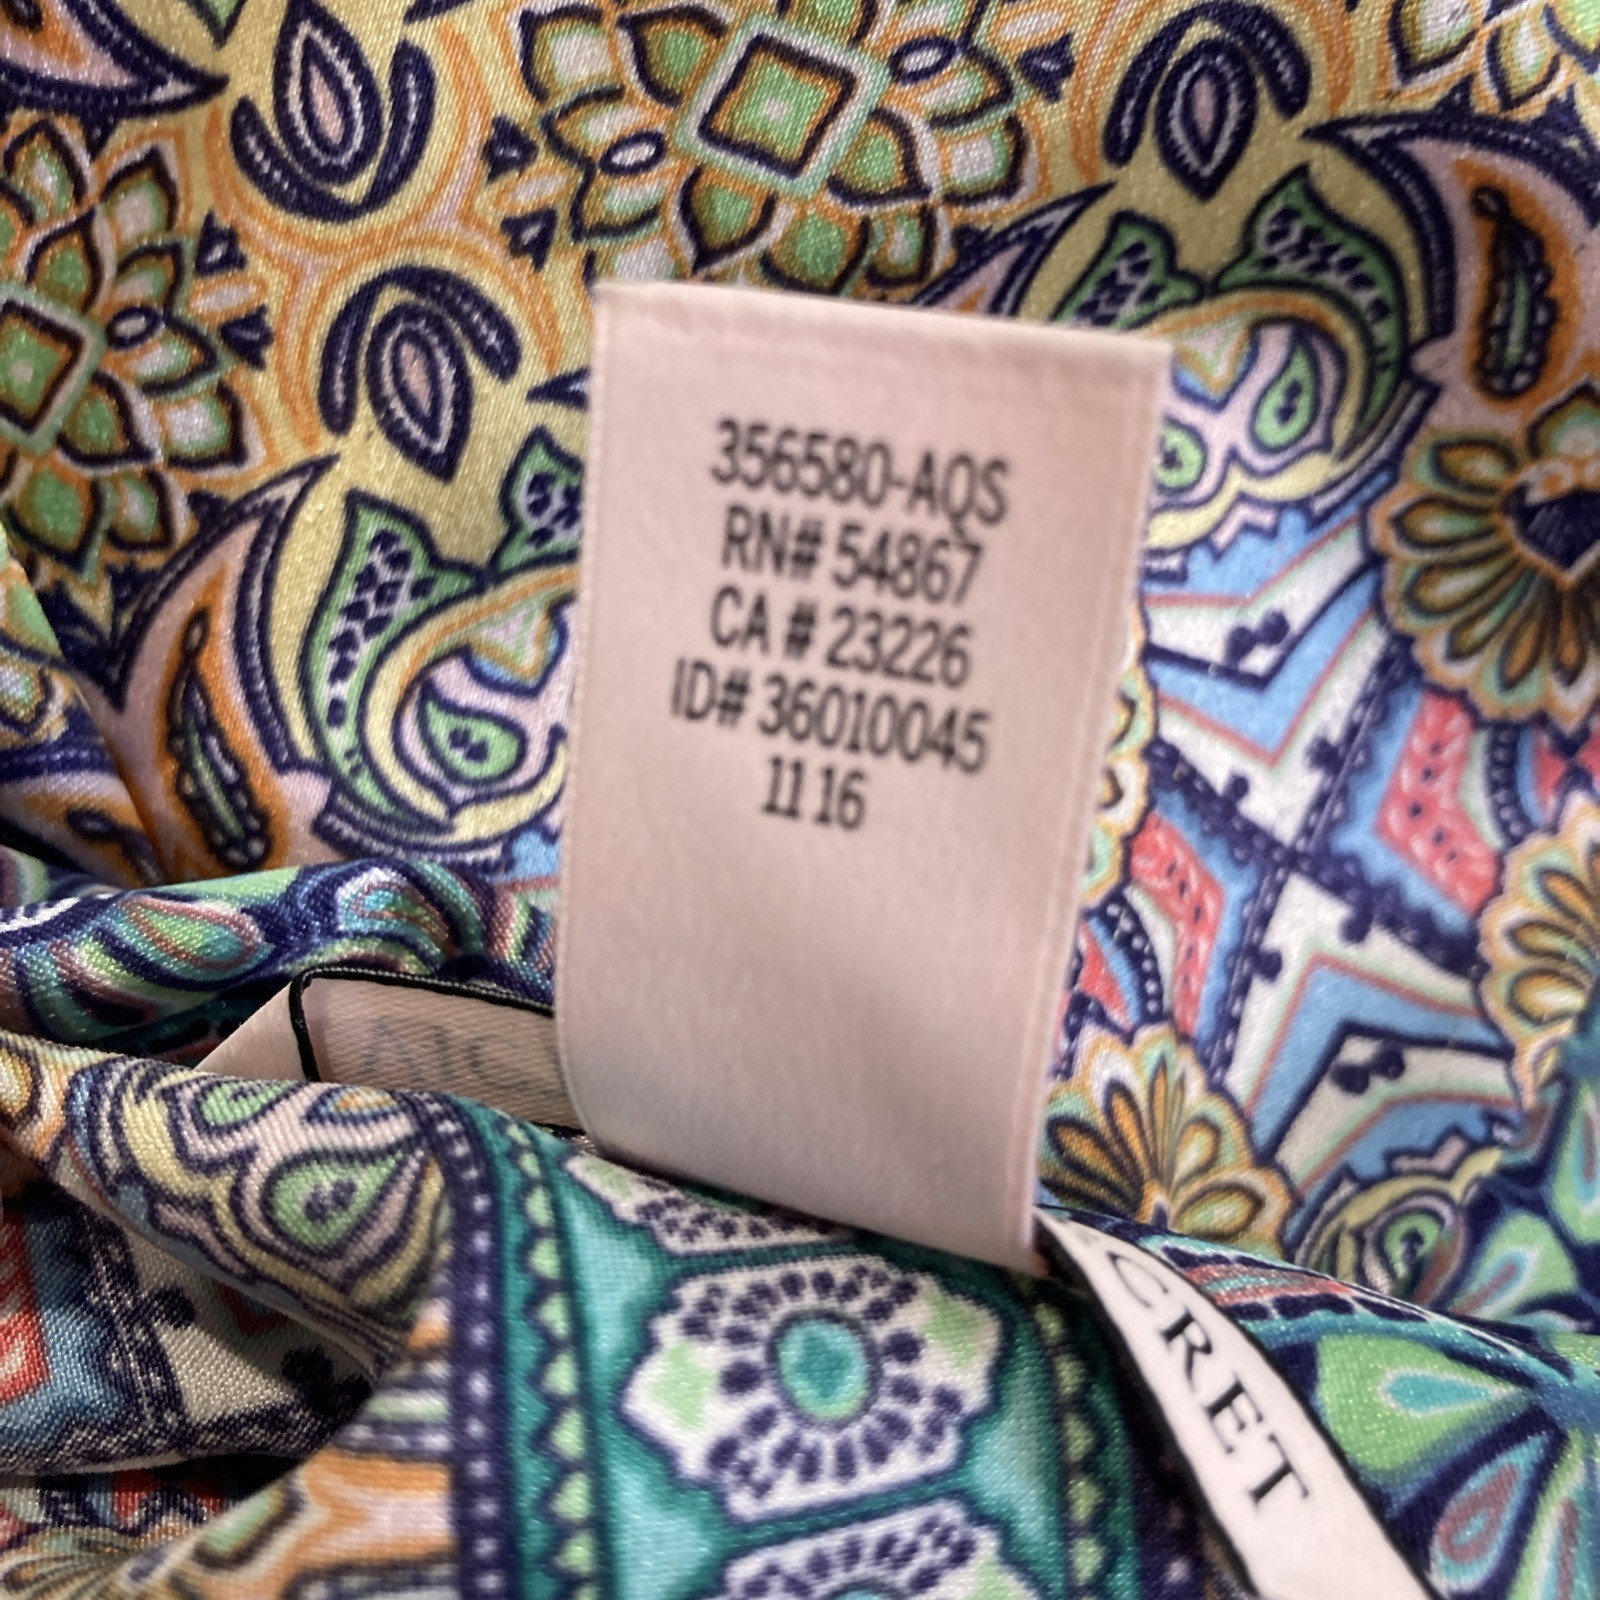 356580-AQS
RN# 54867
CA # 23226
ID# 36010045
11 16
CRET